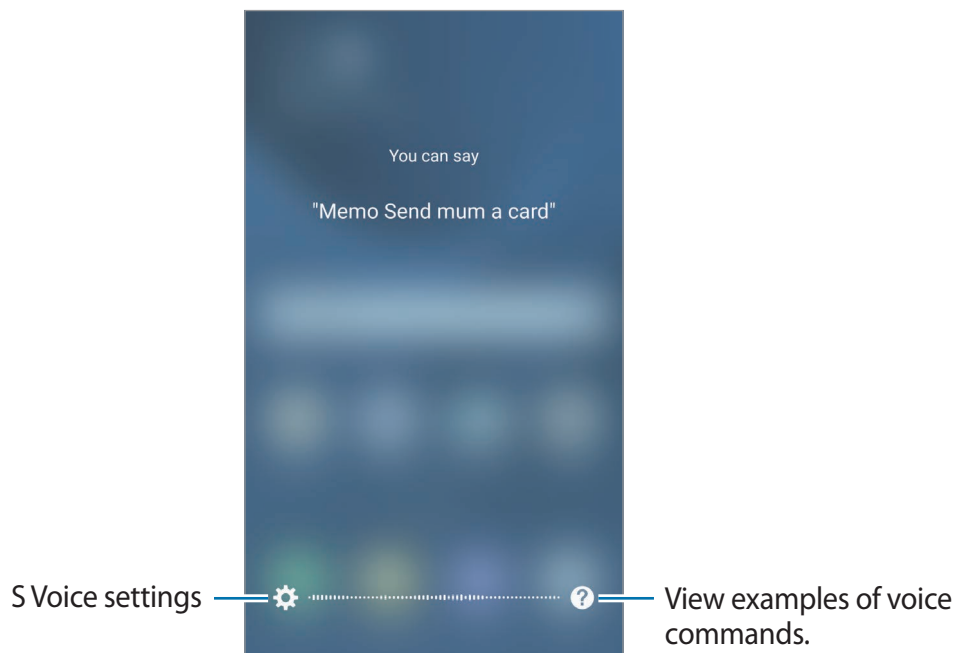 You can say
"Memo Send mum a card"
S Voice settings
?
View examples of voice
commands.